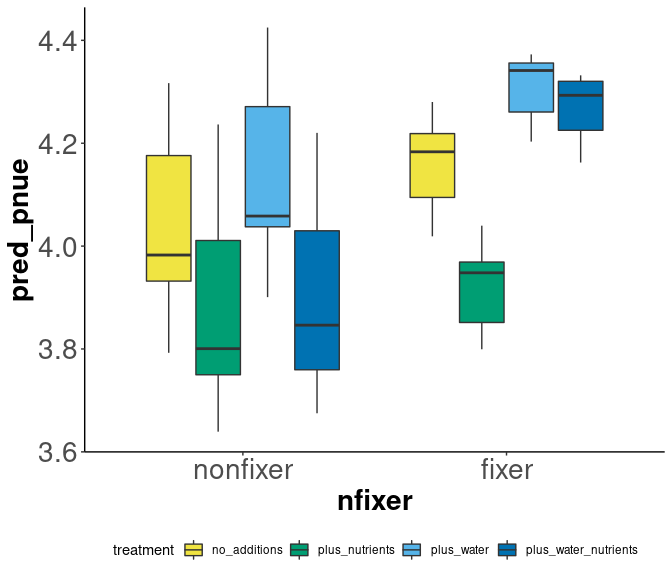 pred_pnue
4.4
4.2
4.0
3.8
3.6
nonfixer fixer
nfixer
treatment no_additions plus_nutrients plus_water plus_water_nutrients